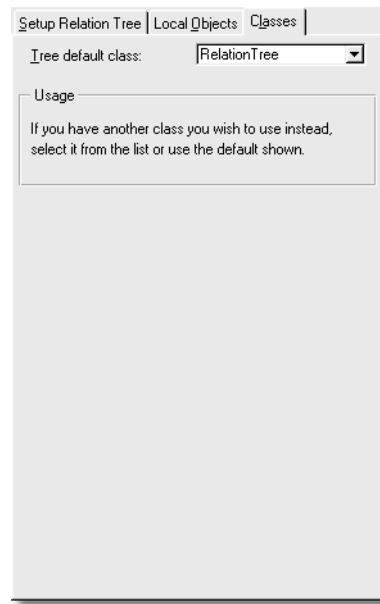 Setup Relation Tree Local Objects Classes
Tree default class: RelationTree
Usage
If you have another class you wish to use instead,
select it from the list or use the default shown.